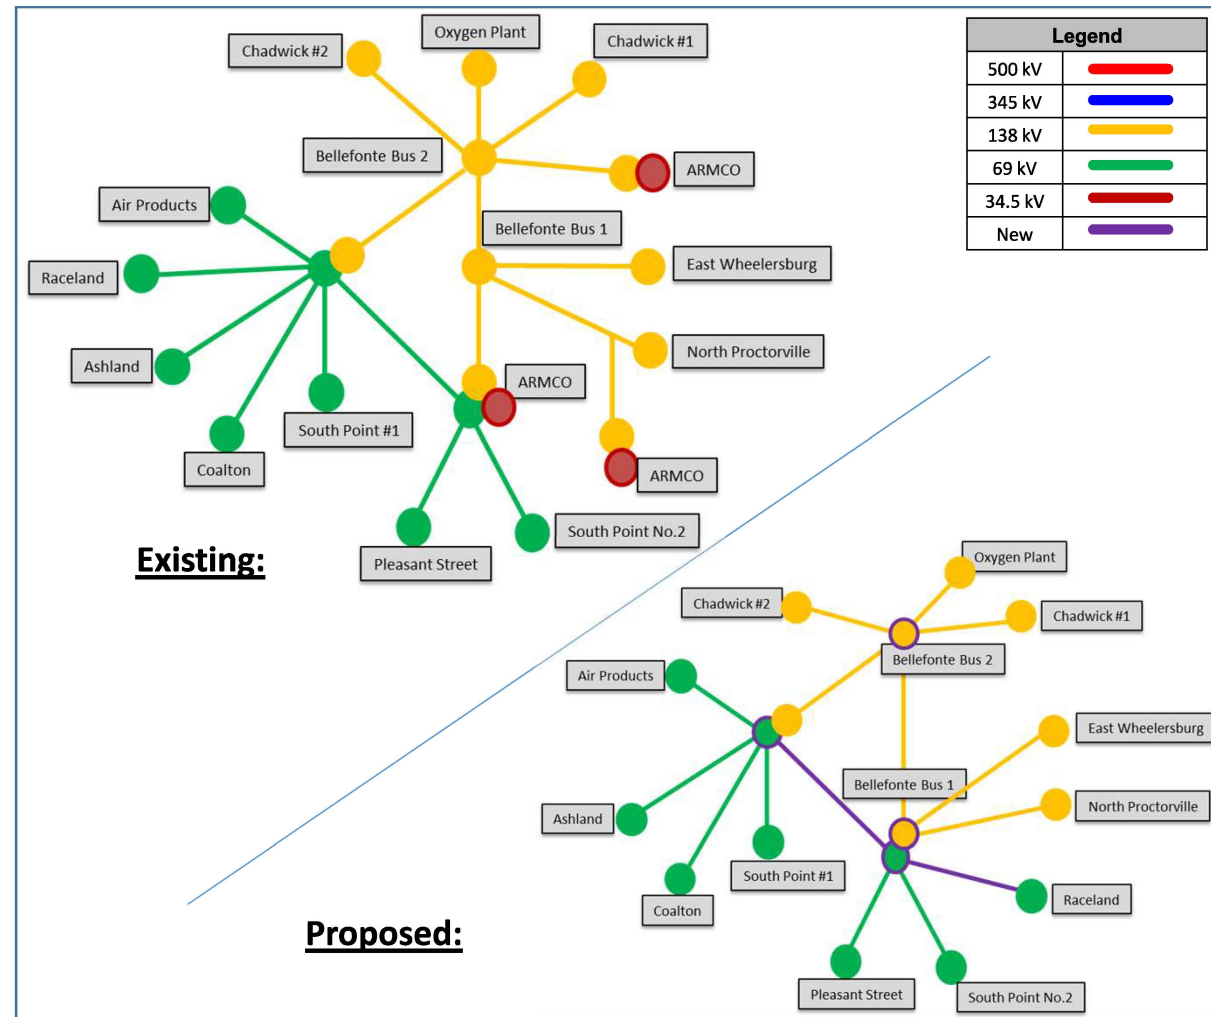 Legend
500 kV
345 kV
138 kV
69 kV
34.5 kV
New
Oxygen Plant
Chadwick #2
Chadwick #1
Bellefonte Bus 2
ARMCO
Air Products
Bellefonte Bus 1
Raceland
East Wheelersburg
Ashland
North Proctorville
ARMCO
South Point #1
Coalton
ARMCO
South Point No.2
Pleasant Street
Existing:
Oxygen Plant
Chadwick #2
Chadwick #1
Bellefonte Bus 2
Air Products
East Wheelersburg
Bellefonte Bus 1
North Proctorville
Ashland
South Point #1
Raceland
Coalton
Proposed:
Pleasant Street
South Point No.2